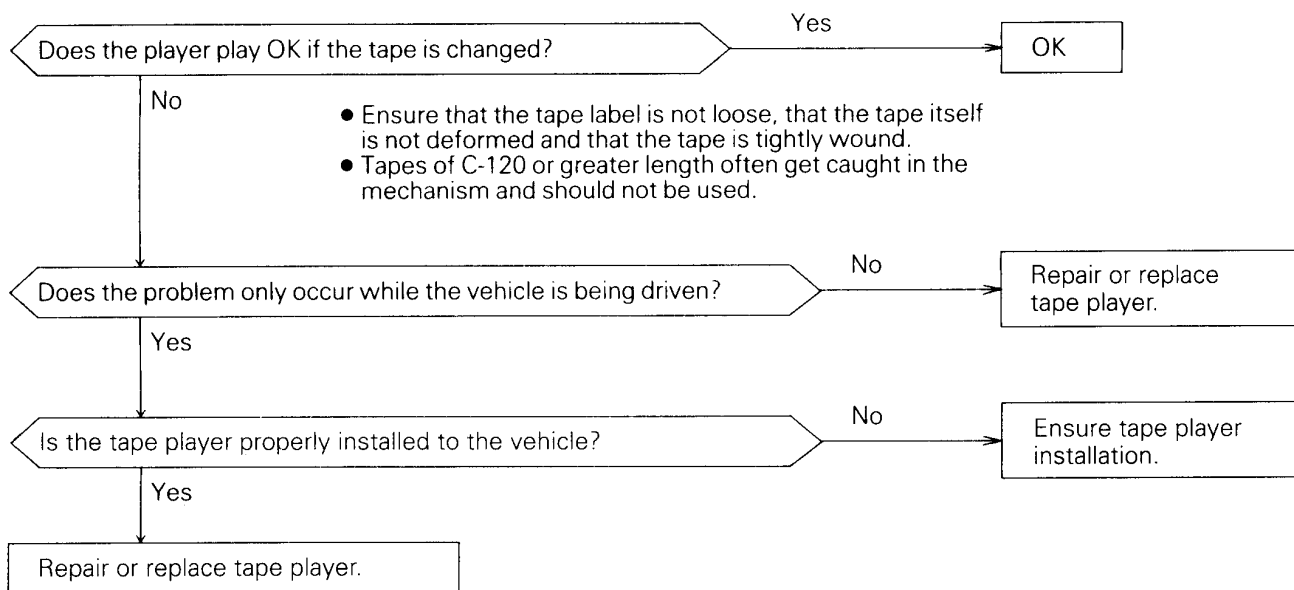 Yes
Does the player play OK if the tape is changed?
OK
No
● Ensure that the tape label is not loose, that the tape itself
is not deformed and that the tape is tightly wound.
● Tapes of C-120 or greater length often get caught in the
mechanism and should not be used.
No
Does the problem only occur while the vehicle is being driven?
Repair or replace
tape player.
Yes
No
Is the tape player properly installed to the vehicle?
Ensure tape player
installation.
Yes
Repair or replace tape player.